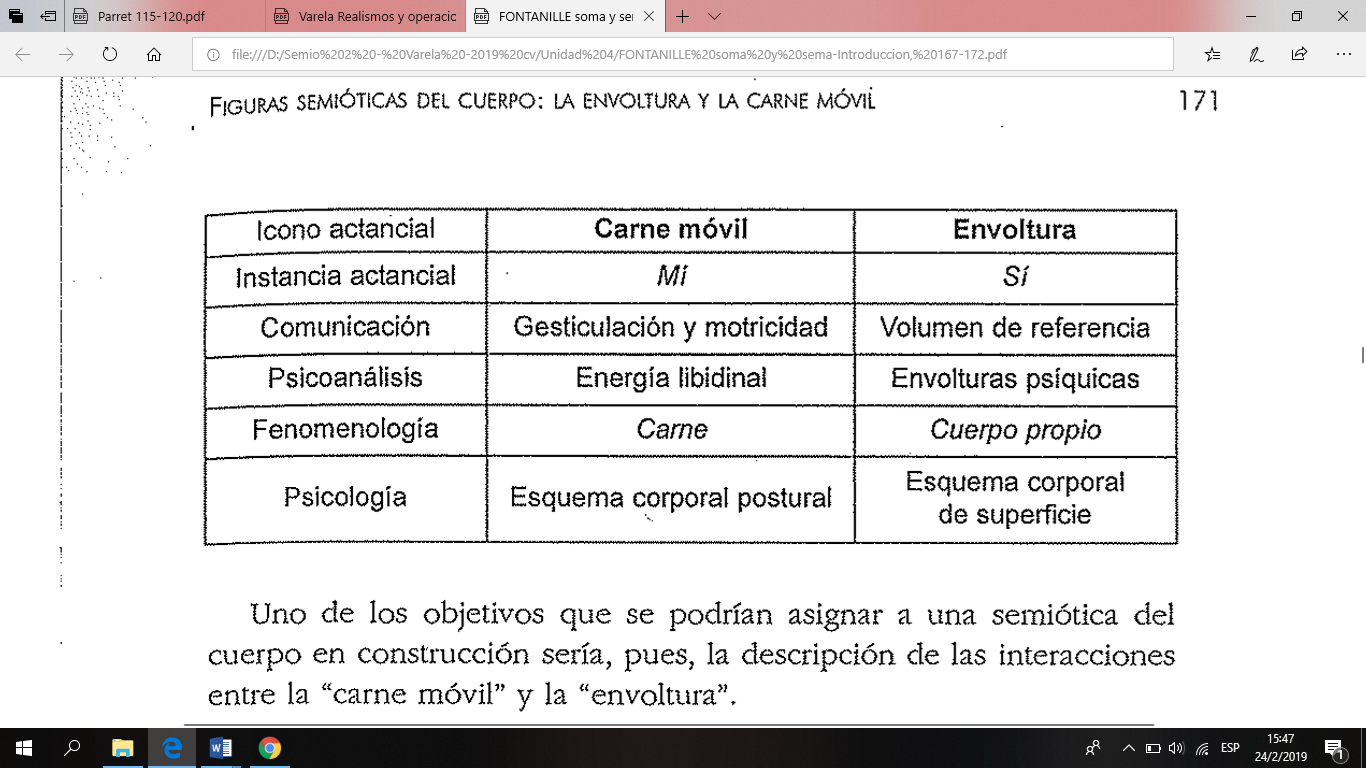 Parret 115-120.pdf
Varela Realismos y operacic
FONTANILLE soma y se
file:///D:/Semio%202%20-%20Varela%20-2019%20cv/Unidad%204/FONTANILLE%20soma%20y%20sema-Introduccion,%20167-172.pdf
FIGURAS SEMIÓTICAS DEL CUERPO: LA ENVOLTURA Y LA CARNE MÓVIL 171
Icono actancial Carne móvil Envoltura
Instancia actancial Mí Sí
Comunicación Gesticulación y motricidad Volumen de referencia
Psicoanálisis Energía libidinal Envolturas psíquicas
Fenomenología Carne Cuerpo propio
Psicología Esquema corporal postural Esquema corporal
de superficie
Uno de los objetivos que se podrían asignar a una semiótica del
cuerpo en construcción sería, pues, la descripción de las interacciones
entre la “carne móvil” y la “envoltura”.
ESP
15:47
24/2/2019
1